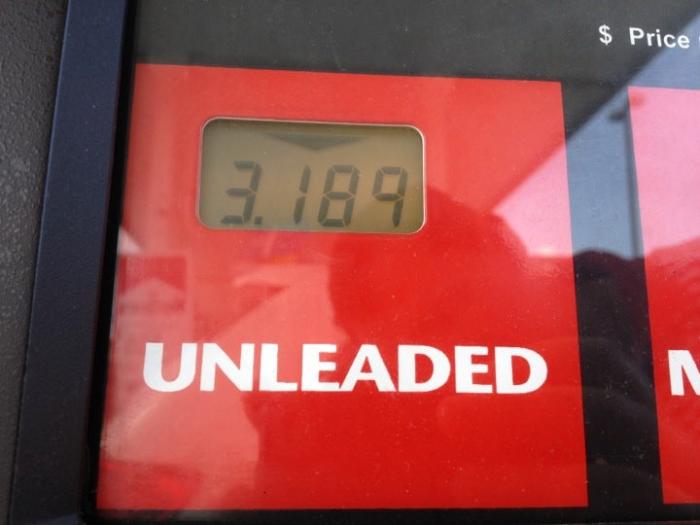 $ Price
3.189
UNLEADED
M